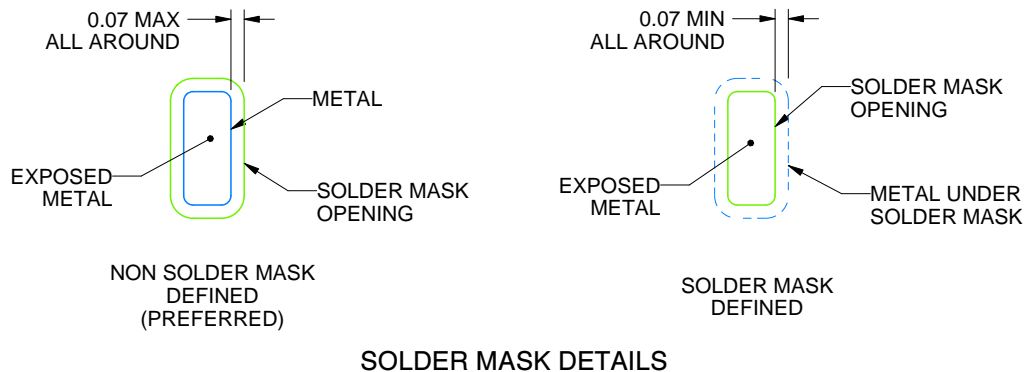 0.07 MAX
ALL AROUND
METAL
EXPOSED
METAL
SOLDER MASK
OPENING
NON SOLDER MASK
DEFINED
(PREFERRED)
0.07 MIN
ALL AROUND
SOLDER MASK
OPENING
EXPOSED
METAL
METAL UNDER
SOLDER MASK
SOLDER MASK
DEFINED
SOLDER MASK DETAILS